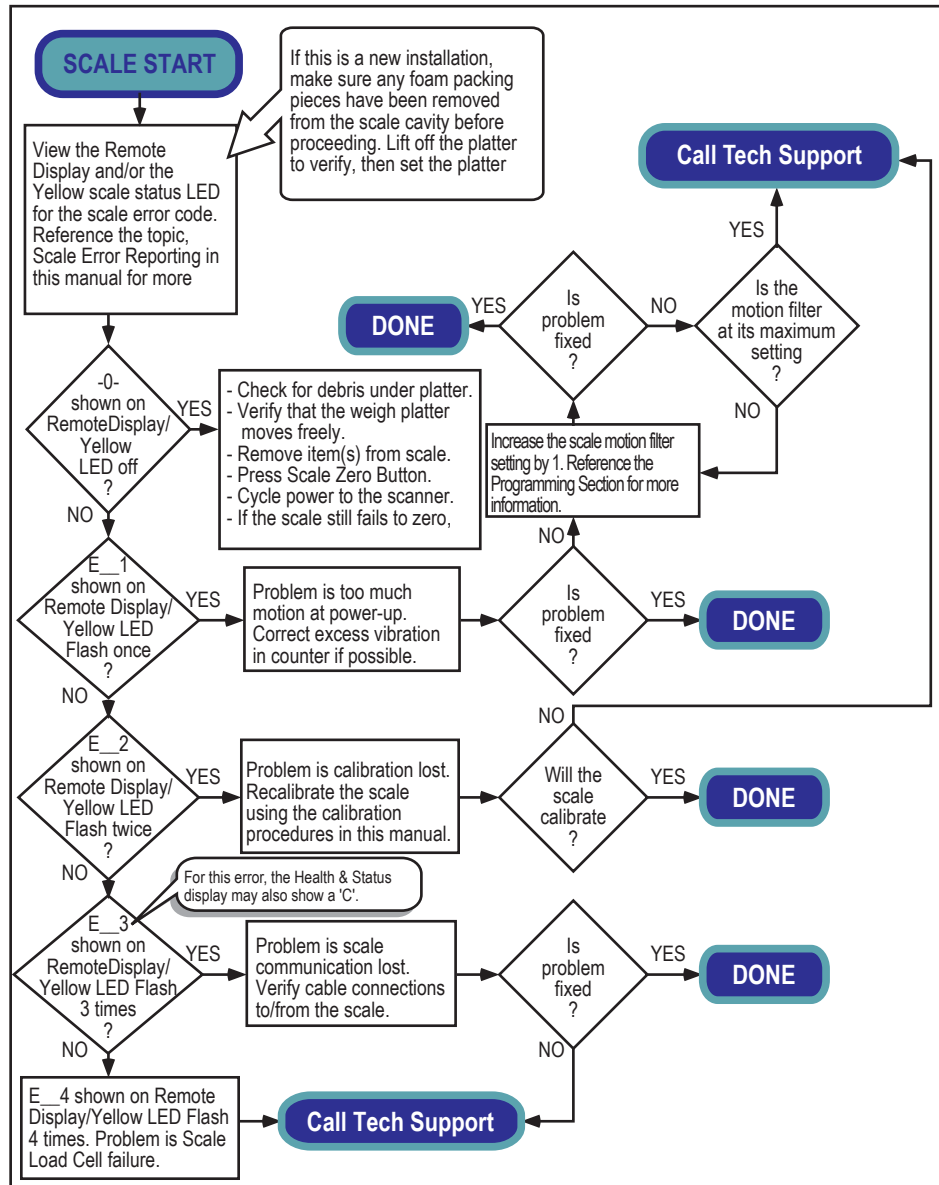 SCALE START
If this is a new installation,
make sure any foam packing
pieces have been removed
from the scale cavity before
proceeding. Lift off the platter
to verify, then set the platter
View the Remote
Display and/or the
Yellow scale status LED
for the scale error code.
Reference the topic,
Scale Error Reporting in
this manual for more
Call Tech Support
YES
Is the
motion filter
at its maximum
setting
?
NO
Is
problem
fixed
?
YES
NO
DONE
-0-
shown on
RemoteDisplay/
Yellow
LED off
?
YES
NO
- Check for debris under platter.
- Verify that the weigh platter
moves freely.
- Remove item(s) from scale.
- Press Scale Zero Button.
- Cycle power to the scanner.
- If the scale still fails to zero,
Increase the scale motion filter
setting by 1. Reference the
Programming Section for more
information.
E__1
shown on
Remote Display/
Yellow LED
Flash once
?
YES
NO
Problem is too much
motion at power-up.
Correct excess vibration
in counter if possible.
NO
Is
problem
fixed
?
YES
DONE
E__2
shown on
Remote Display/
Yellow LED
Flash twice
?
YES
NO
Problem is calibration lost.
Recalibrate the scale
using the calibration
procedures in this manual.
NO
Will the
scale
calibrate
?
YES
DONE
For this error, the Health & Status
display may also show a 'C'.
E__3
shown on
RemoteDisplay/
Yellow LED Flash
3 times
?
YES
NO
Problem is scale
communication lost.
Verify cable connections
to/from the scale.
Is
problem
fixed
?
YES
NO
DONE
E__4 shown on Remote
Display/Yellow LED Flash
4 times. Problem is Scale
Load Cell failure.
Call Tech Support